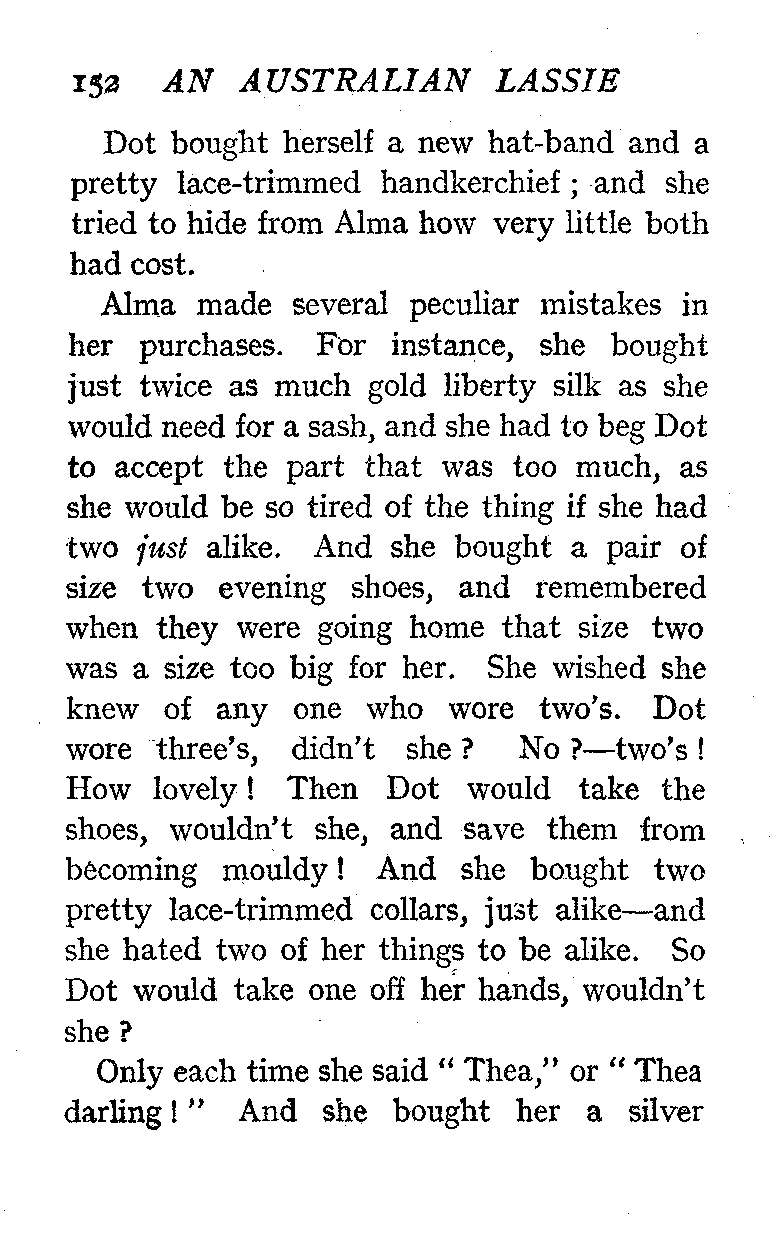 152 AN AUSTRALIAN LASSIE
Dot bought herself a new hat-band and a
pretty lace-trimmed handkerchief ; and she
tried to hide from Alma how very little both
had cost.
Alma made several peculiar mistakes in
her purchases. For instance, she bought
just twice as much gold liberty silk as she
would need for a sash, and she had to beg Dot
to accept the part that was too much, as
she would be so tired of the thing if she had
two just alike. And she bought a pair of
size two evening shoes, and remembered
when they were going home that size two
was a size too big for her. She wished she
knew of any one who wore two's. Dot
wore three's, didn't she ? No ?—two's !
How lovely ! Then Dot would take the
shoes, wouldn't she, and save them from
becoming mouldy ! And she bought two
pretty lace-trimmed collars, just alike—and
she hated two of her things to be alike. So
Dot would take one off her hands, wouldn't
she ?
Only each time she said “ Thea,” or “ Thea
darling ! ” And she bought her a silver